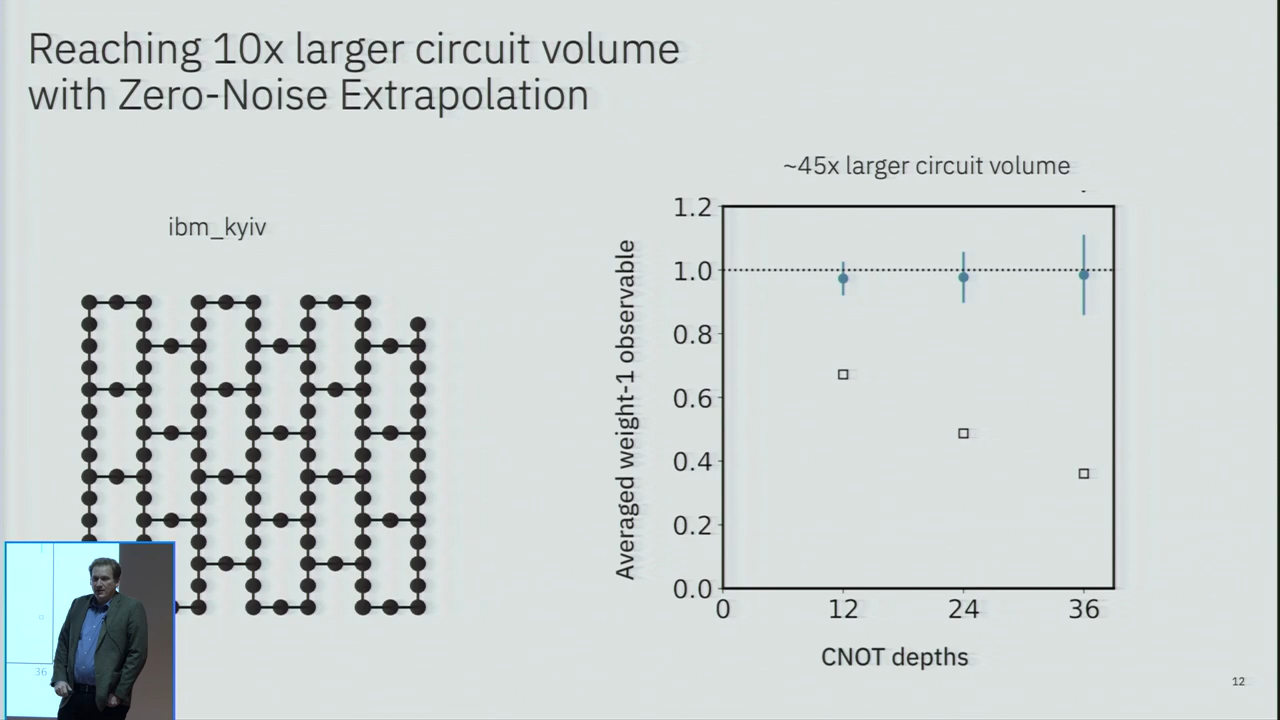 Reaching 10x larger circuit volume
with Zero-Noise Extrapolation
ibm_kyiv
~45x larger circuit volume
Averaged weight-1 observable
1.2
1.0
0.8
0.6
0.4
0.2
0.0
0 12 24 36
CNOT depths
36
12